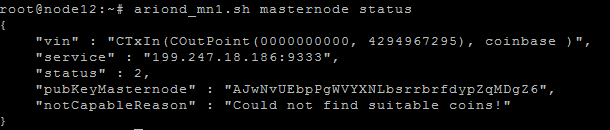 root@node12:~# ariond_mn1.sh masternode status
{
    "vin" : "CTxIn(COutPoint(0000000000, 4294967295), coinbase )",
    "service" : "199.247.18.186:9333",
    "status" : 2,
    "pubKeyMasternode" : "AJwNvUEbpPgWVYXNLbsrrbrfdypZqMDgZ6",
    "notCapableReason" : "Could not find suitable coins!"
}